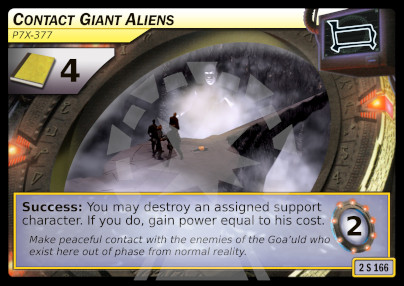 CONTACT GIANT ALIENS
P7X-377
4
Success: You may destroy an assigned support
character. If you do, gain power equal to his cost.
2
Make peaceful contact with the enemies of the Goa'uld who
exist here out of phase from normal reality.
2 S 166